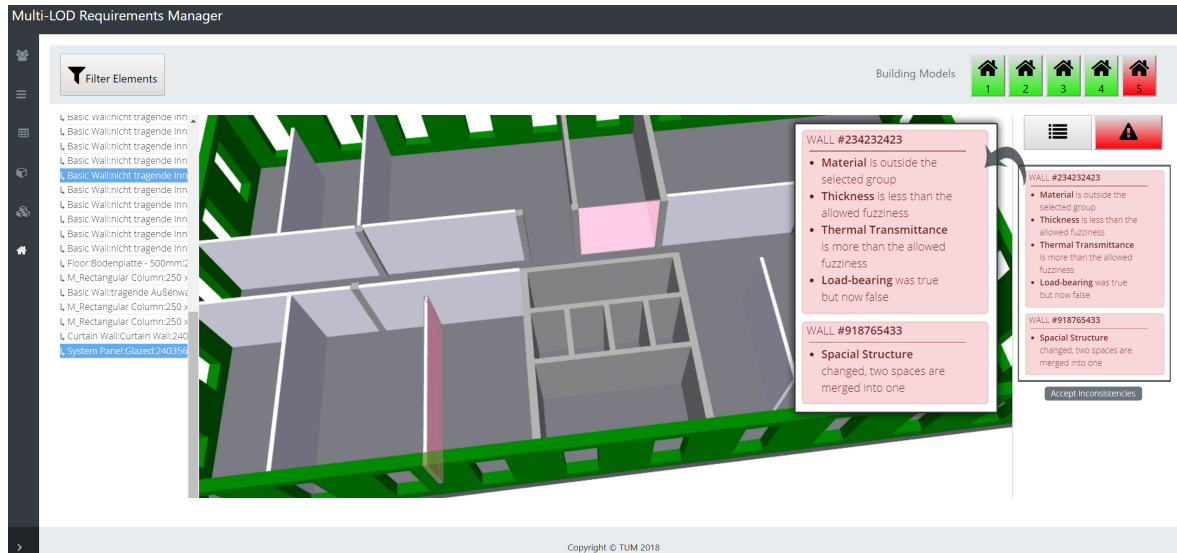 Multi-LOD Requirements Manager
Filter Elements
Building Models
1 2 3 4 5
Basic Wall:nicht tragende Inn
Basic Wall:nicht tragende Inn
Basic Wall:nicht tragende Inn
Basic Wall:nicht tragende Inn
Basic Wall:nicht tragende Inn
Basic Wall:nicht tragende Inn
Basic Wall:nicht tragende Inn
Basic Wall:nicht tragende Inn
Basic Wall:nicht tragende Inn
Basic Wall:nicht tragende Inn
Floor:Bodenplatte - 500mm:2
M_Rectangular Column:250 x
Basic Wall:tragende Außenwa
M_Rectangular Column:250 x
M_Rectangular Column:250 x
Curtain Wall:Curtain Wall:240
System Panel:Glazed:240356
WALL #234232423
• Material is outside the
selected group
• Thickness is less than the
allowed fuzziness
• Thermal Transmittance
is more than the allowed
fuzziness
• Load-bearing was true
but now false
WALL #918765433
• Spacial Structure
changed, two spaces are
merged into one
WALL #234232423
• Material is outside the
selected group
• Thickness is less than the
allowed fuzziness
• Thermal Transmittance
is more than the allowed
fuzziness
• Load-bearing was true
but now false
WALL #918765433
• Spacial Structure
changed, two spaces are
merged into one
Accept Inconsistencies
Copyright © TUM 2018